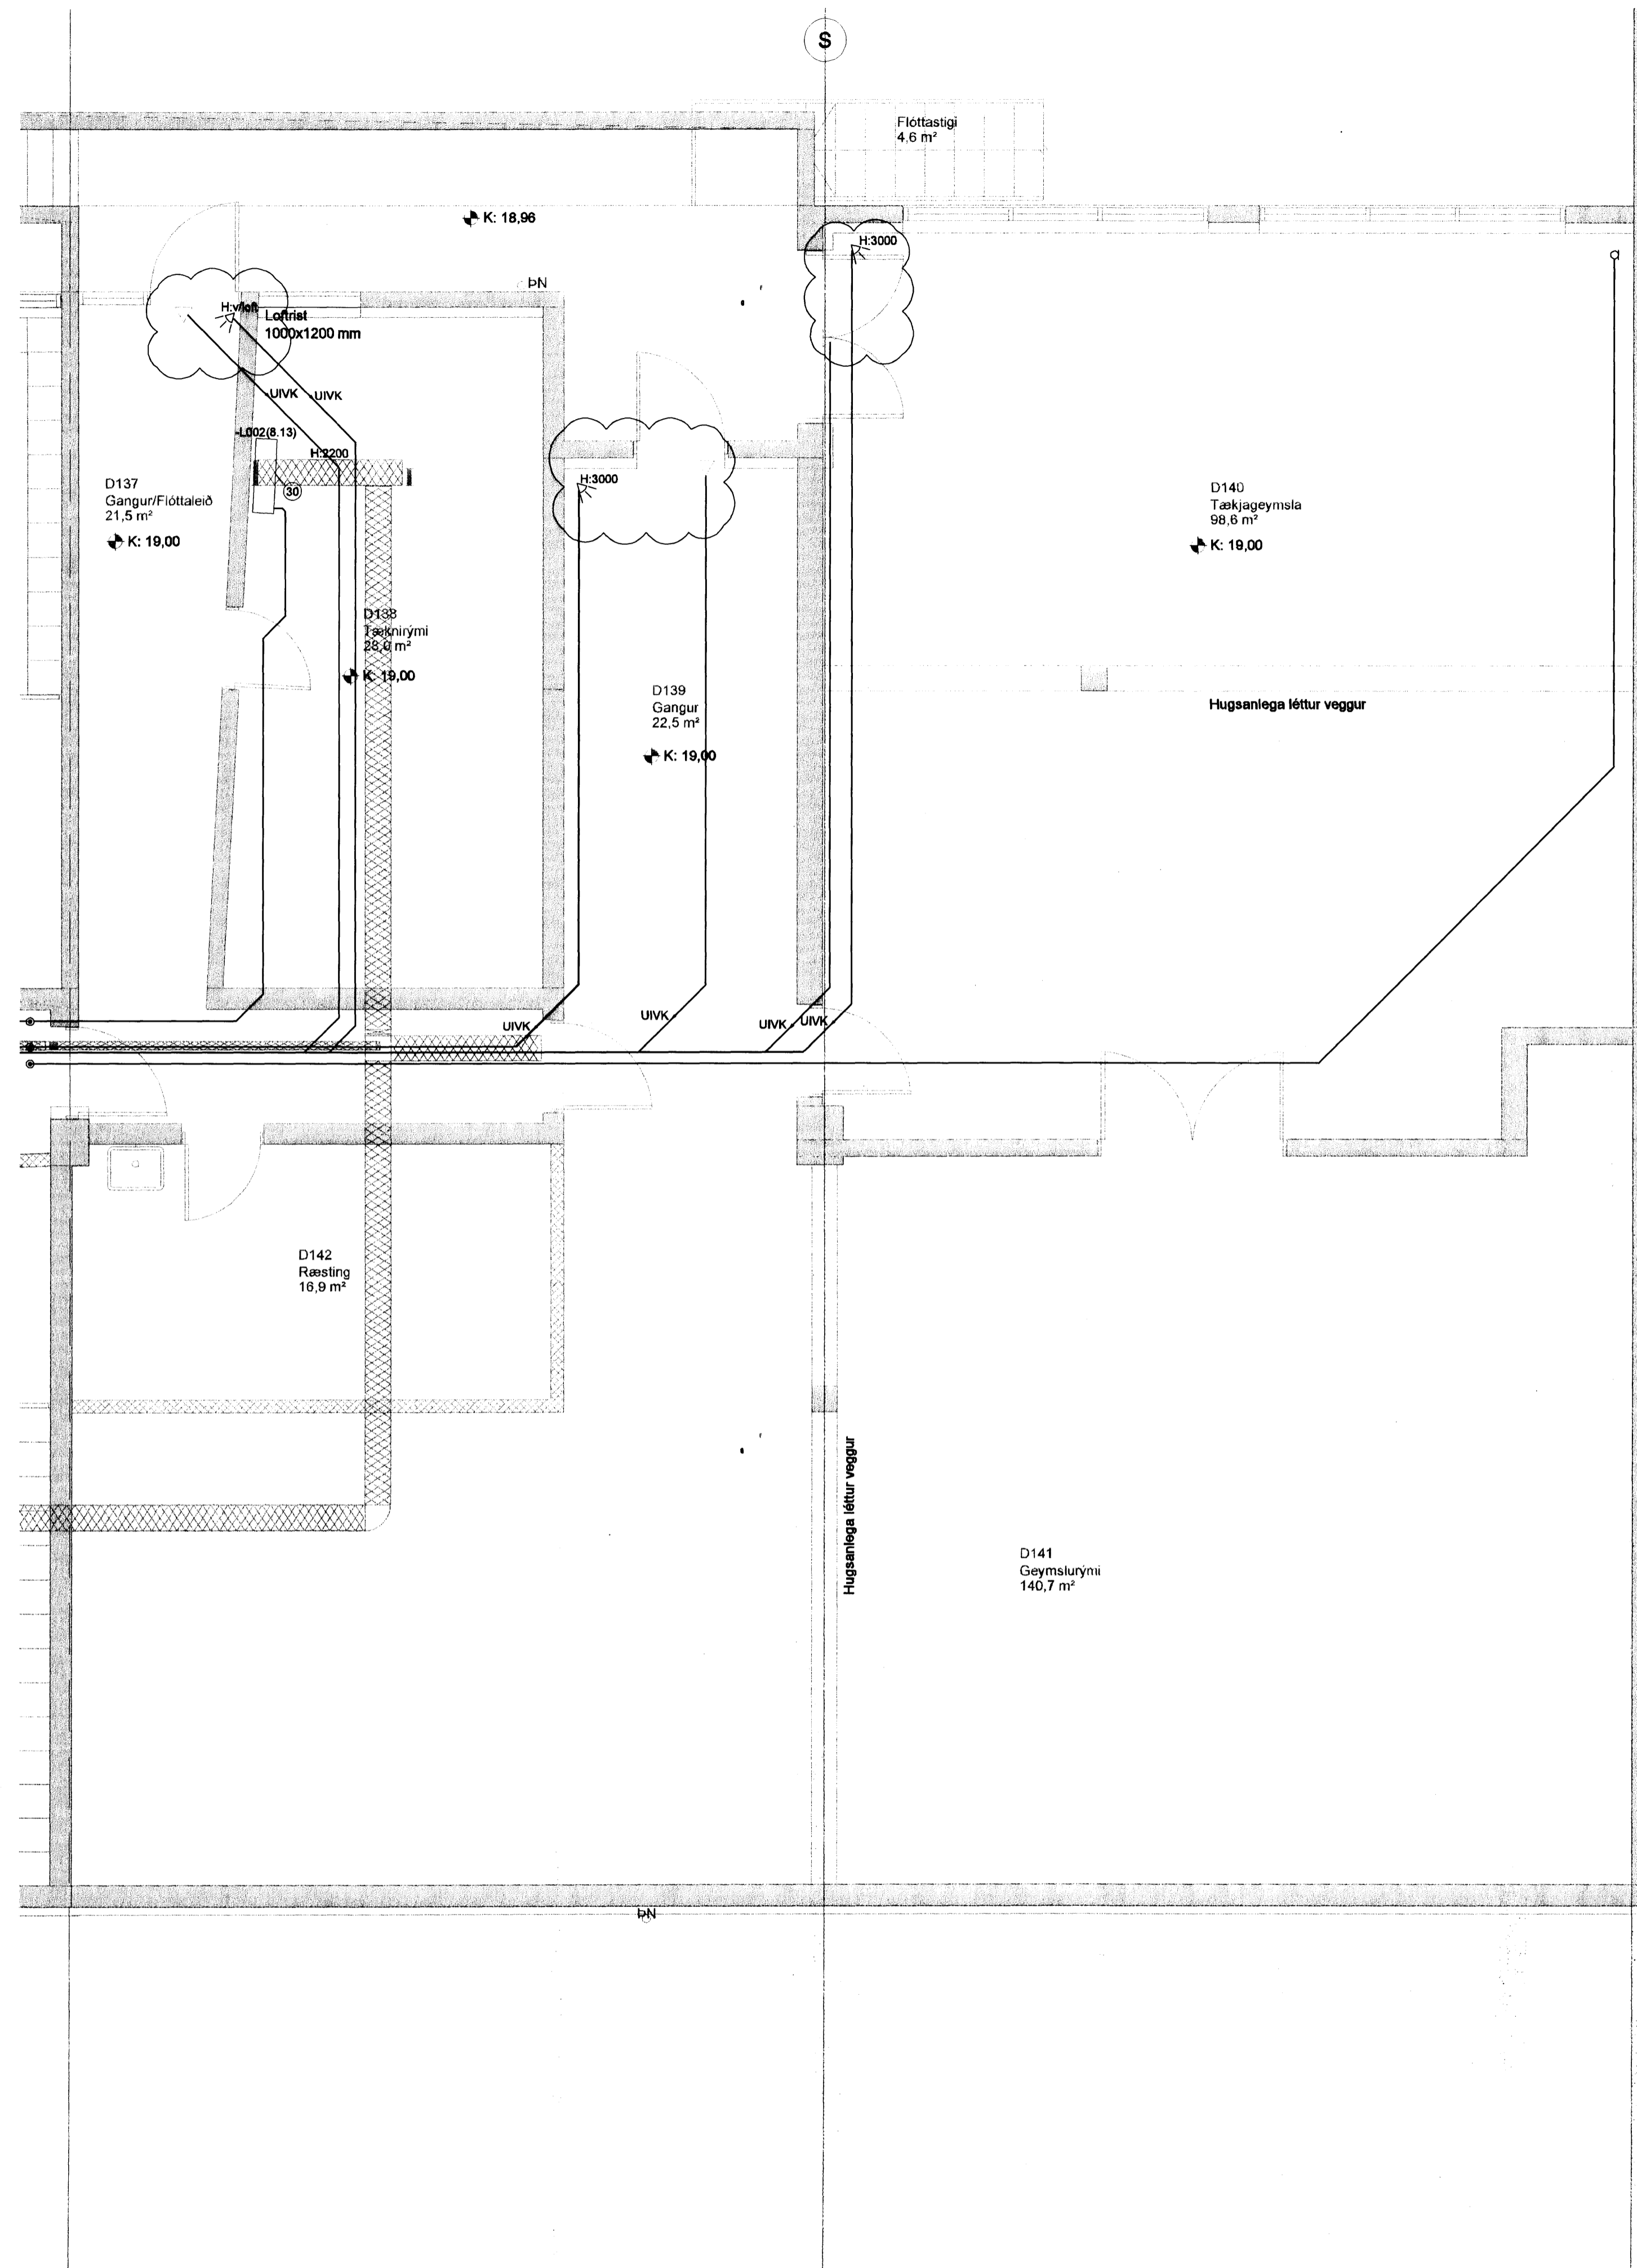 S
Flóttastigi
4,6 m²
K: 18,96
H:3000
ÞN
H:v/loft
Loftrist
1000x1200 mm
UIVK
UIVK
-L002(8.13)
H:2200
30
H:3000
D137
Gangur/Flóttaleið
21,5 m²
K: 19,00
D140
Tækjageymsla
98,6 m²
K: 19,00
D138
Tæknirými
28,0 m²
K: 19,00
D139
Gangur
22,5 m²
K: 19,00
Hugsanlega léttur veggur
UIVK
UIVK
UIVK
UIVK
D142
Ræsting
16,9 m²
Hugsanlega léttur veggur
D141
Geymslurými
140,7 m²
ÞN